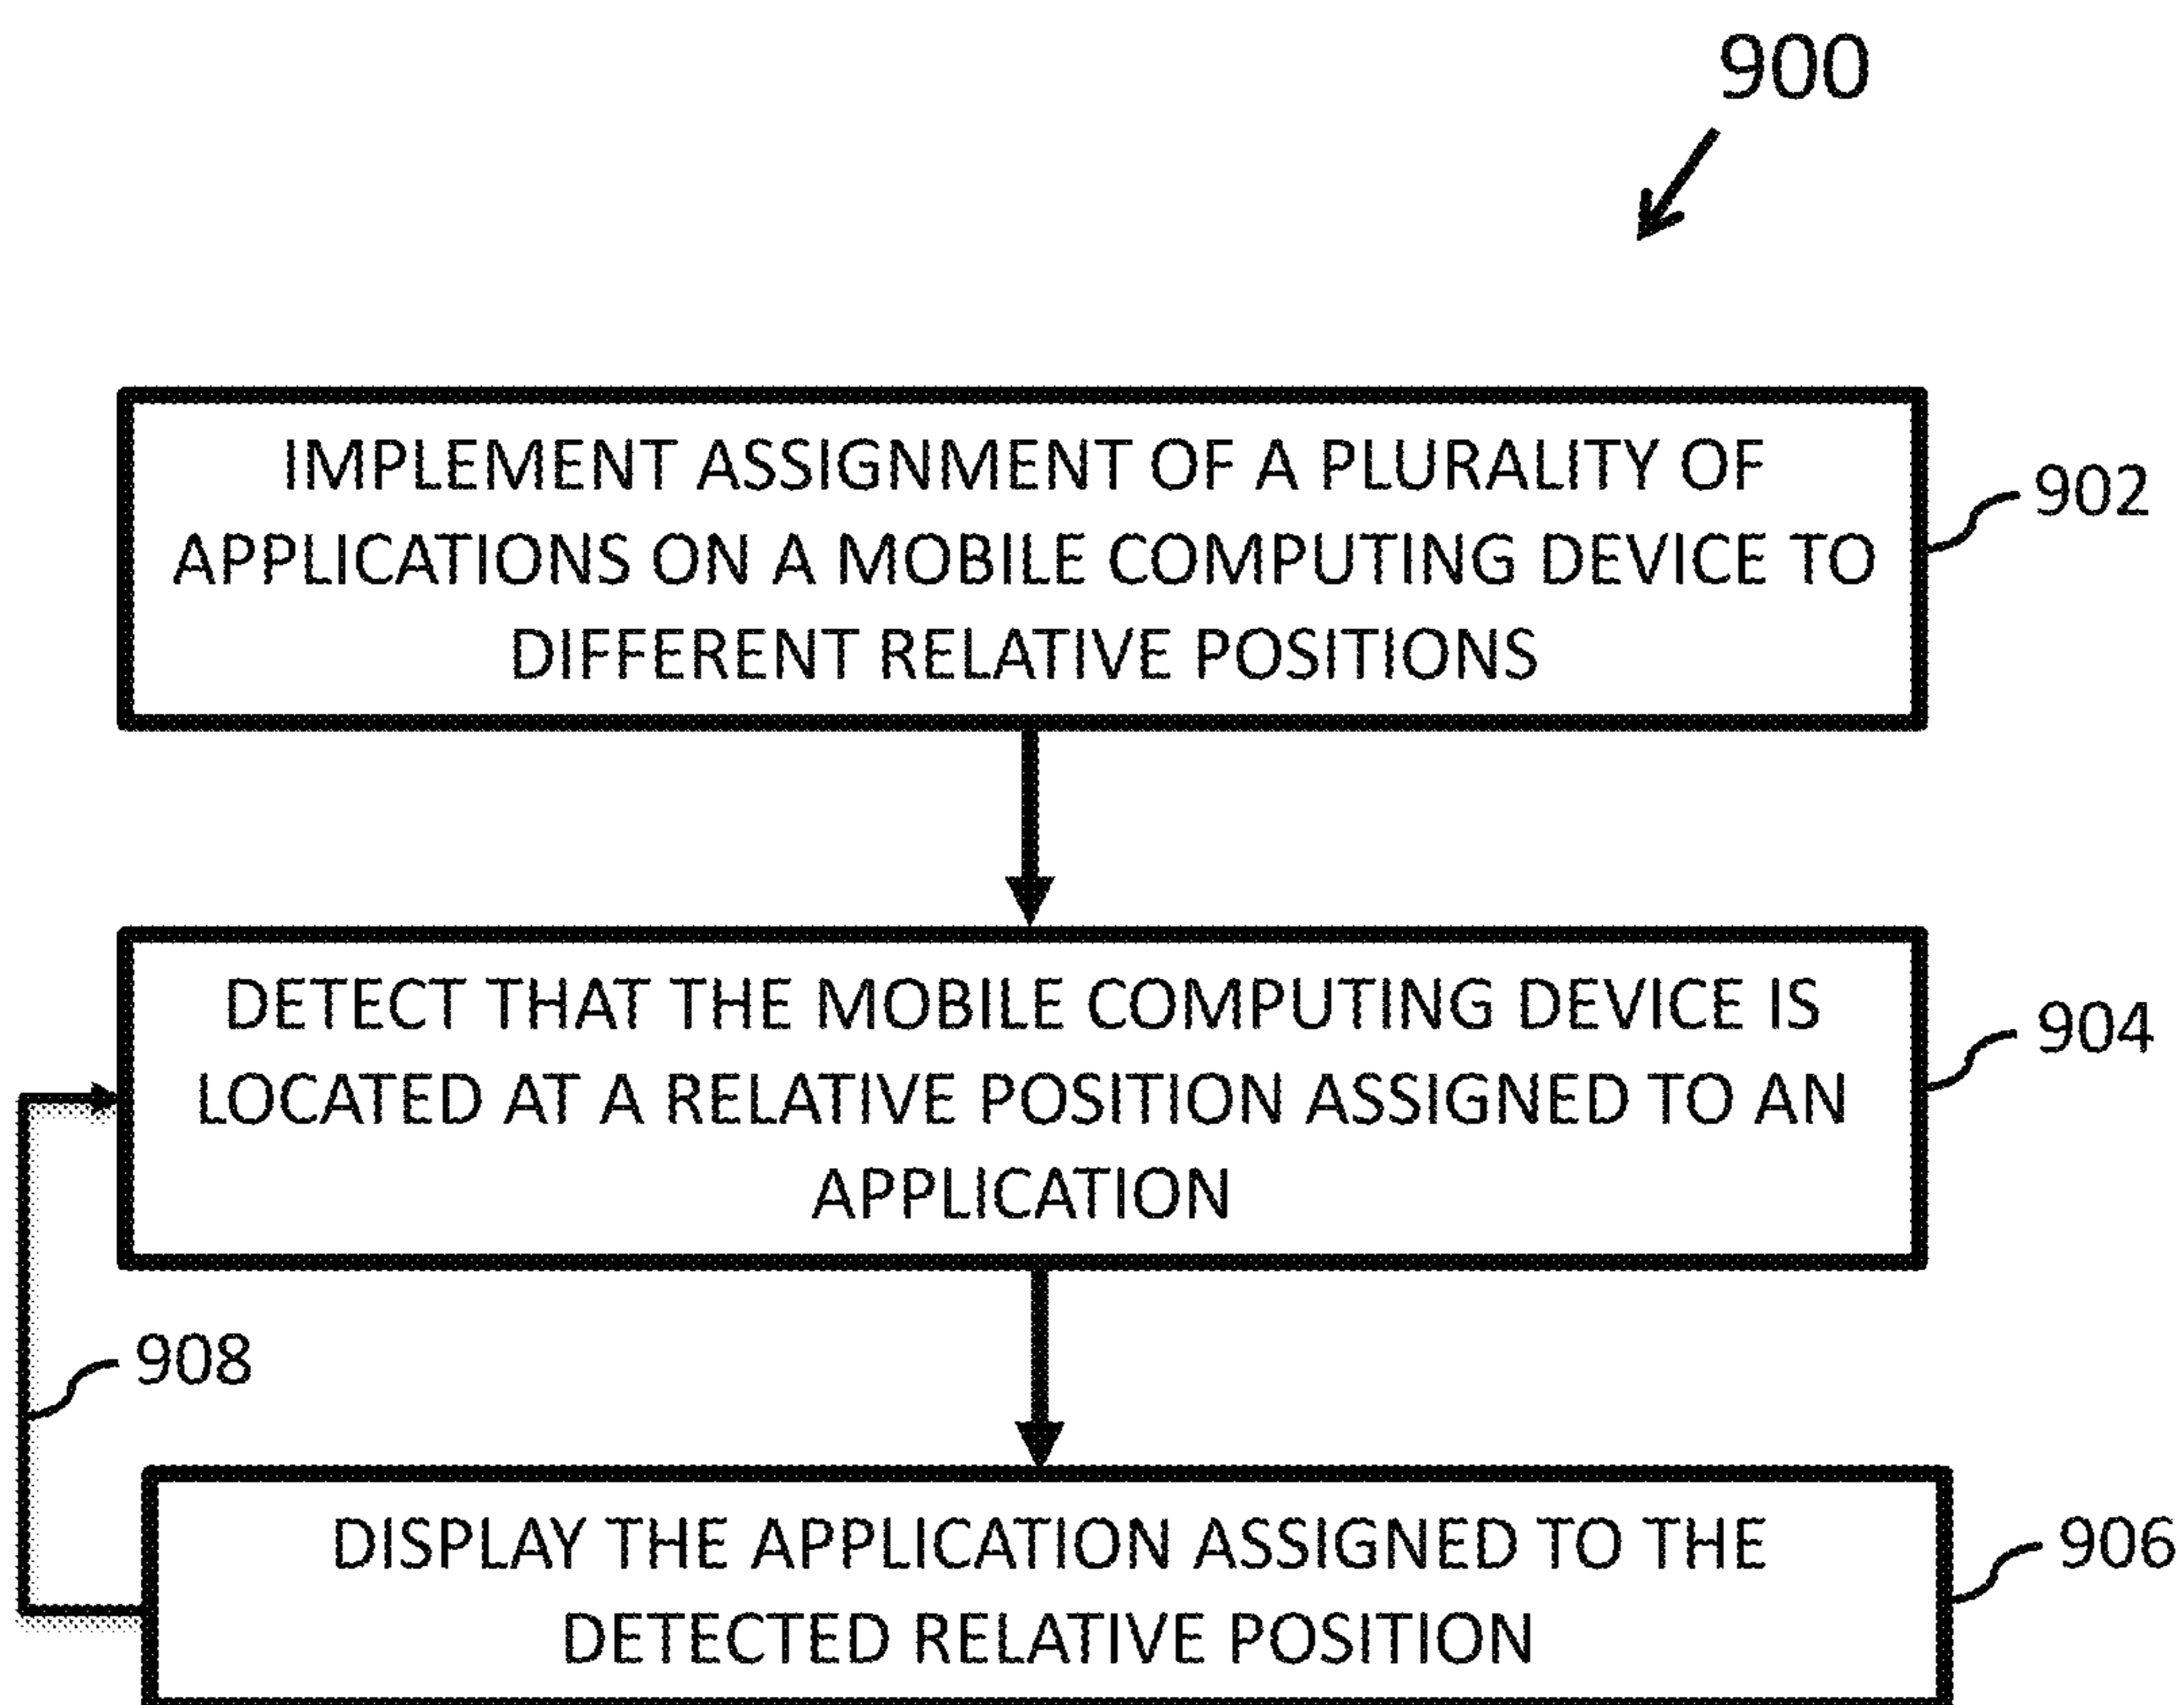 900
IMPLEMENT ASSIGNMENT OF A PLURALITY OF
APPLICATIONS ON A MOBILE COMPUTING DEVICE TO
DIFFERENT RELATIVE POSITIONS
902
DETECT THAT THE MOBILE COMPUTING DEVICE IS
LOCATED AT A RELATIVE POSITION ASSIGNED TO AN
APPLICATION
904
908
DISPLAY THE APPLICATION ASSIGNED TO THE
DETECTED RELATIVE POSITION
906